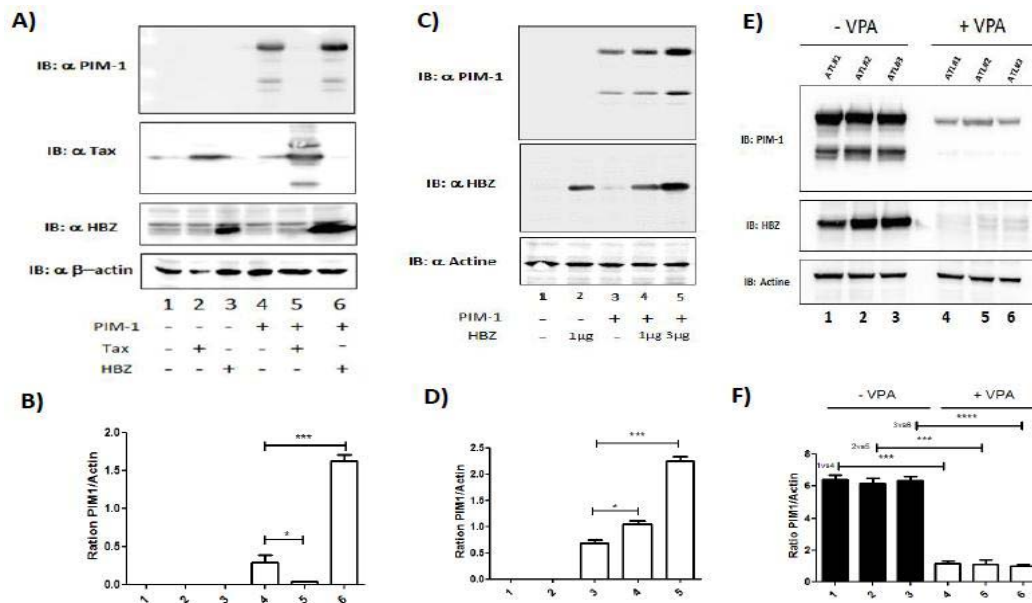 A)
IB: α PIM-1
IB: α Tax
IB: α HBZ
IB: α β–actin
1 2 3 4 5 6
PIM-1 - - - + + +
Tax - + - - + -
HBZ - - + - - +
B)
Ration PIM1/Actin
2.0
1.5
1.0
0.5
0.0
***
*
1 2 3 4 5 6
C)
IB: α PIM-1
IB: α HBZ
IB: α Actine
1 2 3 4 5
PIM-1 - - + + +
HBZ - 1µg - 1µg 3µg
D)
Ration PIM1/Actin
2.5
2.0
1.5
1.0
0.5
0.0
***
*
1 2 3 4 5
E)
- VPA + VPA
ATL#1 ATL#2 ATL#3 ATL#1 ATL#2 ATL#3
IB: PIM-1
IB: HBZ
IB: Actine
1 2 3 4 5 6
F)
- VPA + VPA
3vs6 ****
2vs5 ***
1vs4 ***
Ratio PIM1/Actin
8
6
4
2
0
1 2 3 4 5 6